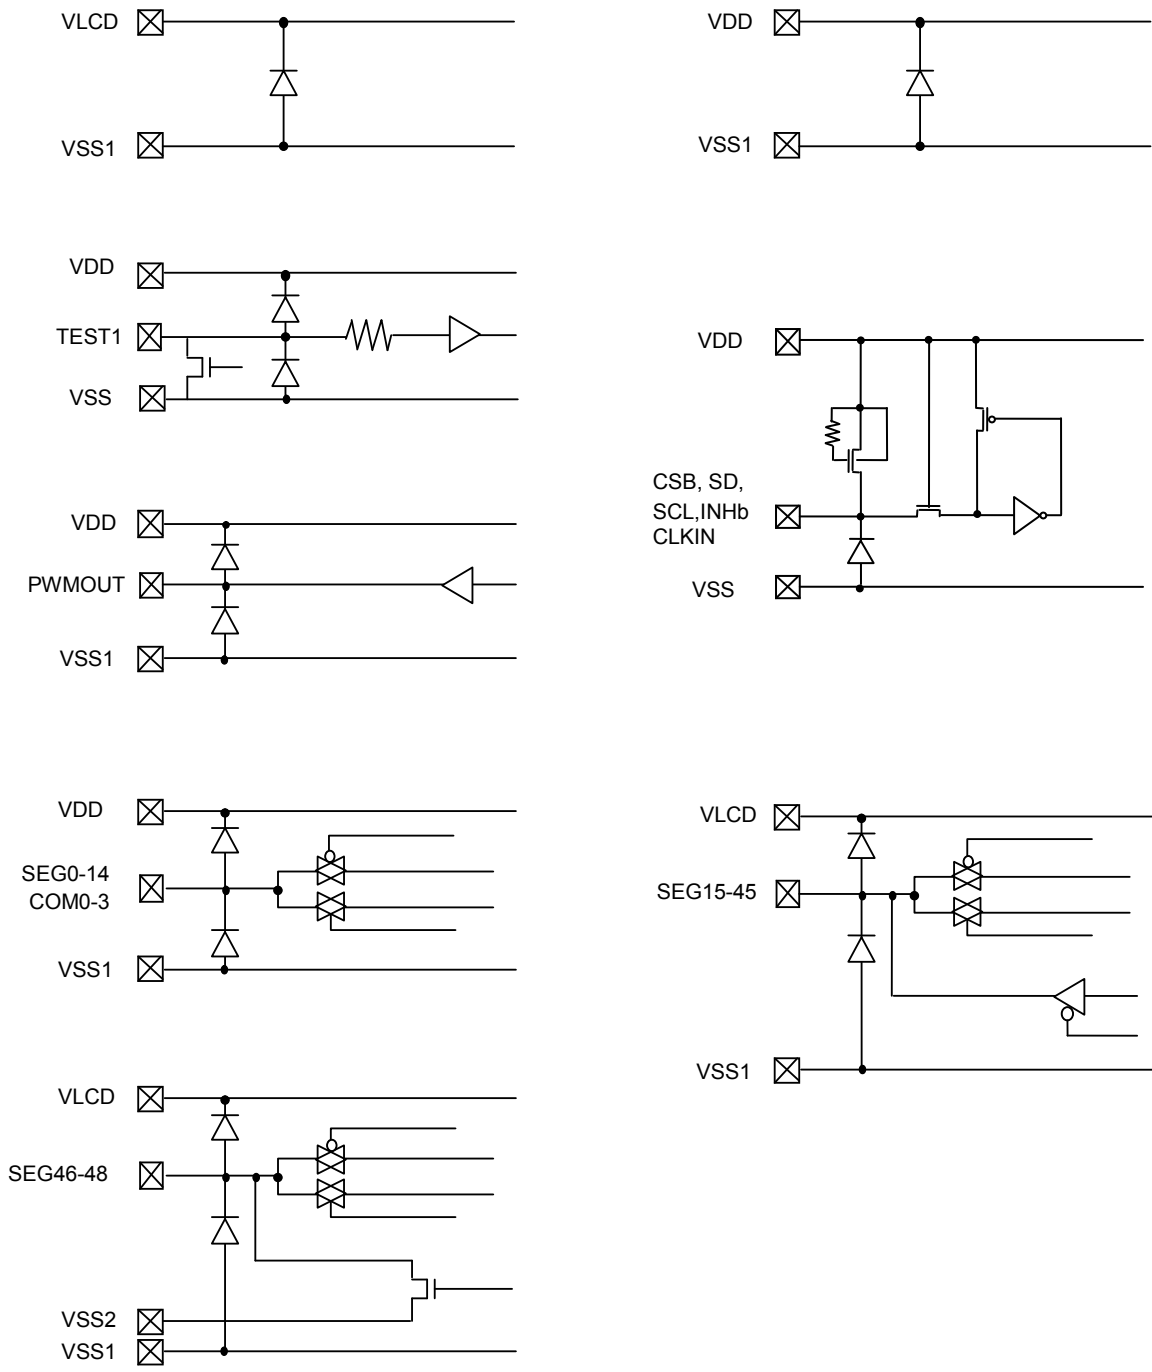 VLCD
VSS1
VDD
VSS1
VDD
TEST1
VSS
VDD
CSB, SD,
SCL,INHb
CLKIN
VSS
VDD
PWMOUT
VSS1
VDD
SEG0-14
COM0-3
VSS1
VLCD
SEG15-45
VSS1
VLCD
SEG46-48
VSS2
VSS1